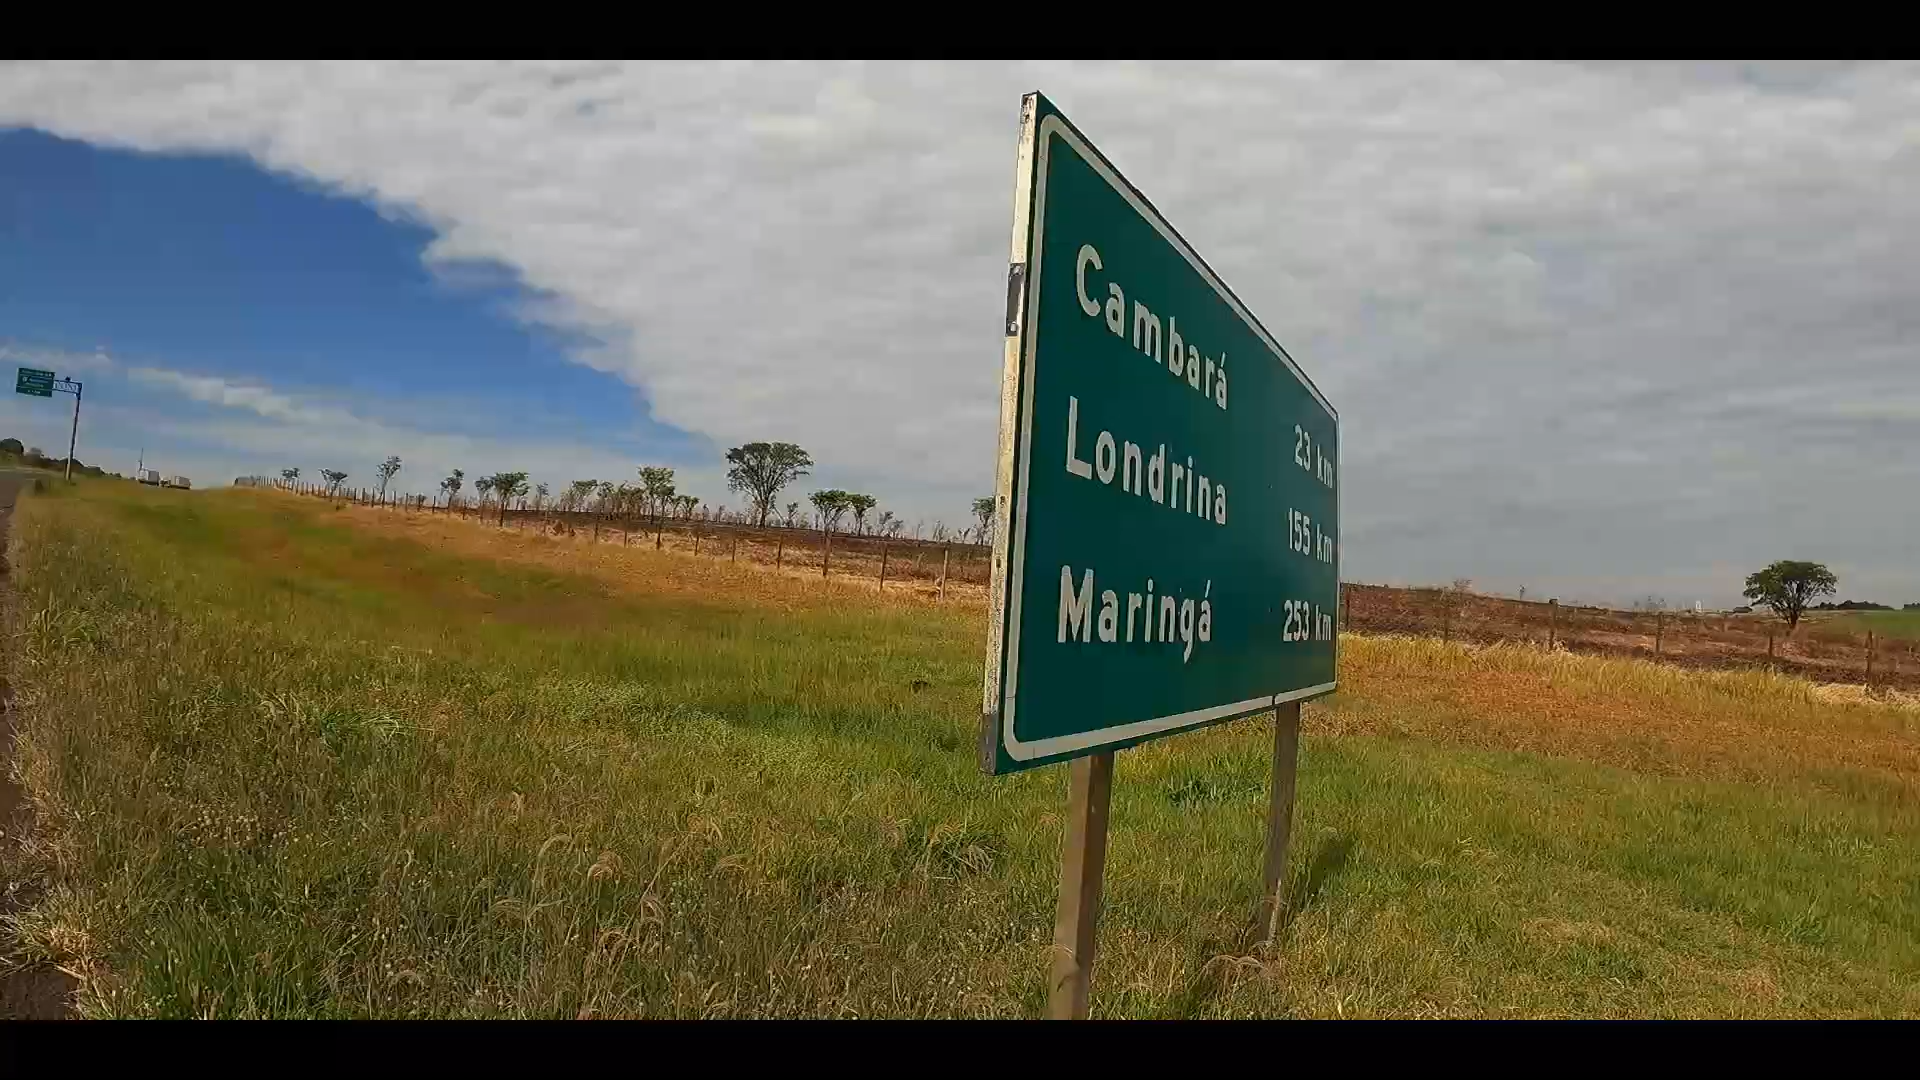 Cambará 23 km
Londrina 155 km
Maringá 253 km